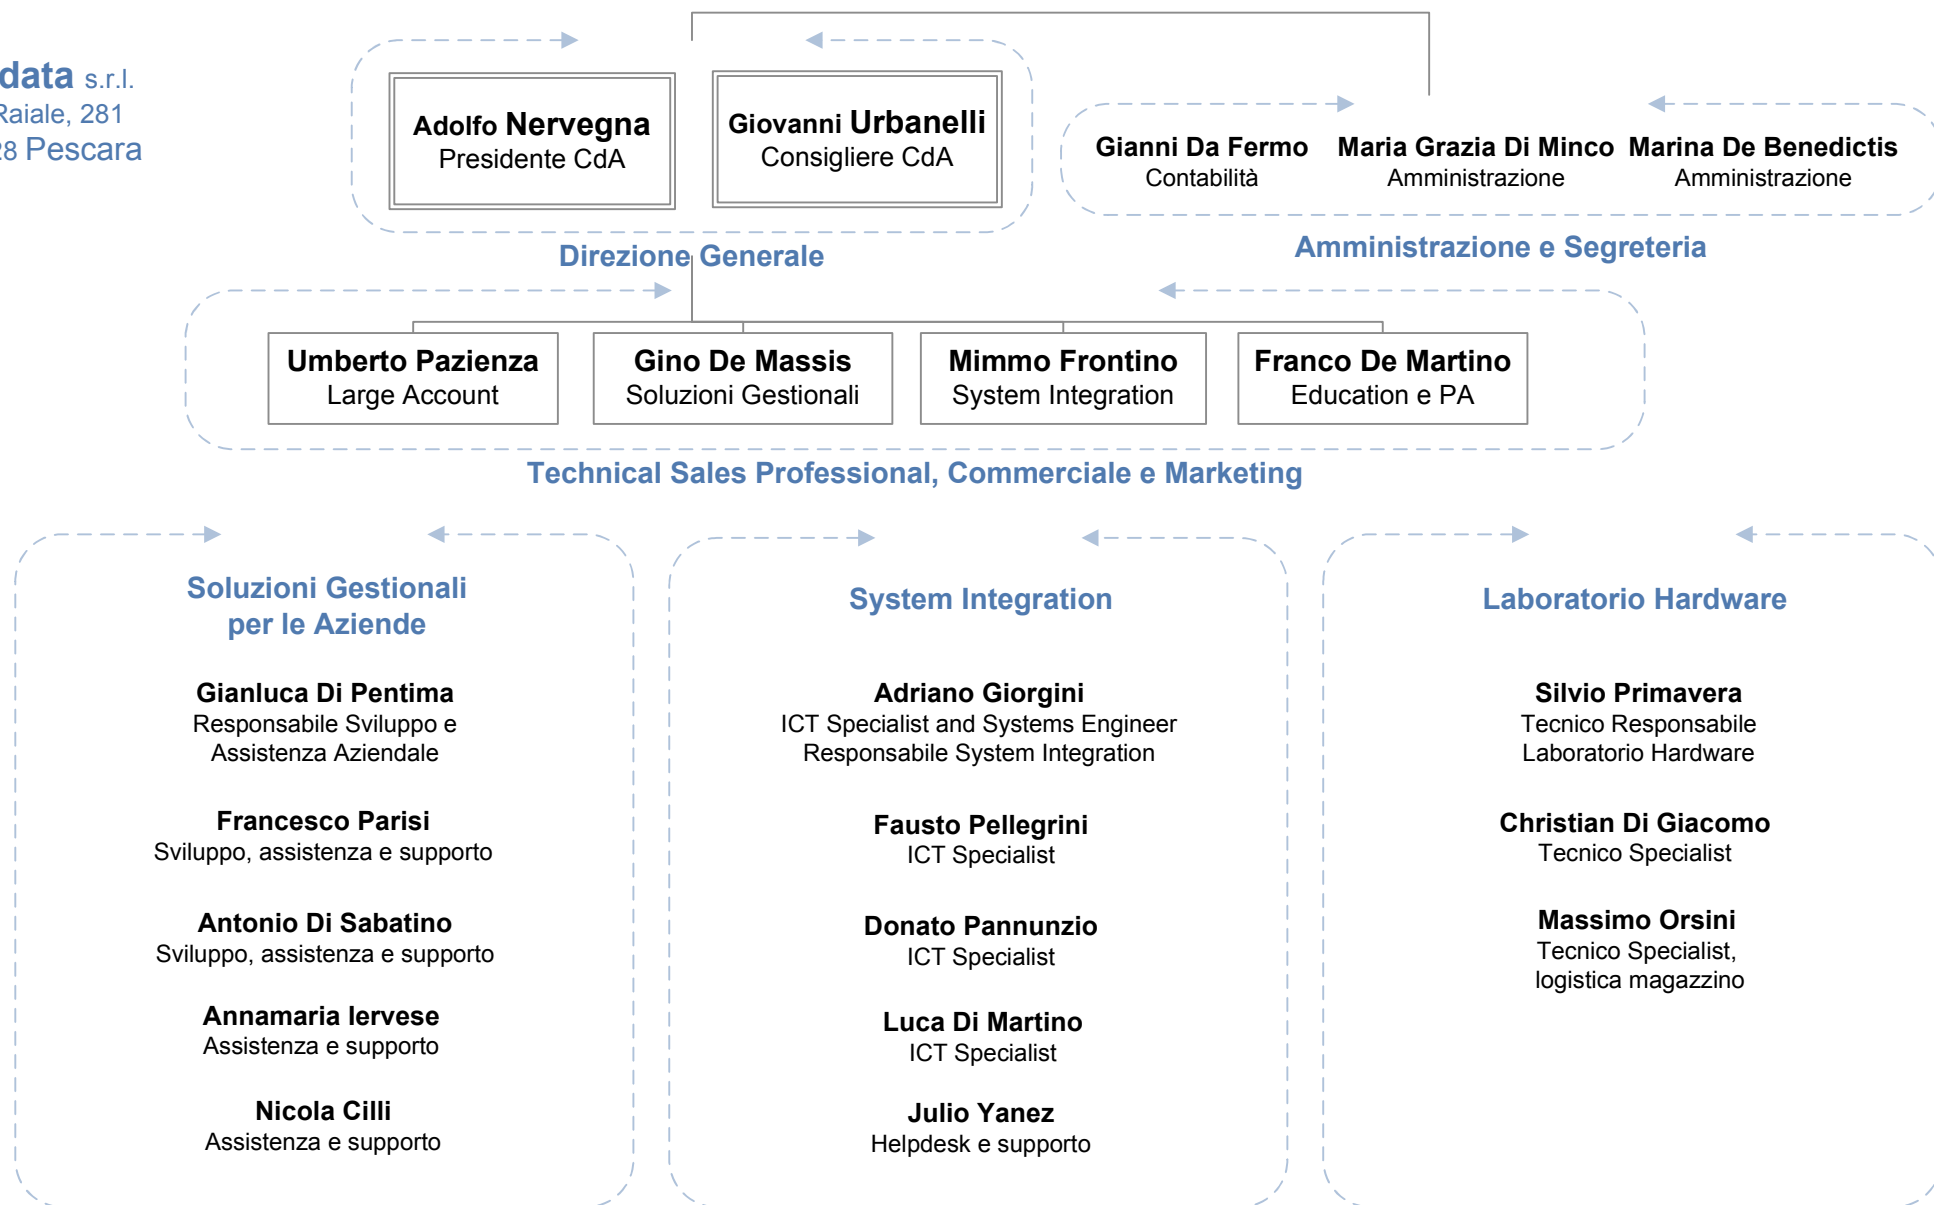 data s.r.l.
Raiale, 281
28 Pescara
Adolfo Nervegna
Presidente CdA
Giovanni Urbanelli
Consigliere CdA
Direzione Generale
Gianni Da Fermo
Contabilità
Maria Grazia Di Minco
Amministrazione
Marina De Benedictis
Amministrazione
Amministrazione e Segreteria
Umberto Pazienza
Large Account
Gino De Massis
Soluzioni Gestionali
Mimmo Frontino
System Integration
Franco De Martino
Education e PA
Technical Sales Professional, Commerciale e Marketing
Soluzioni Gestionali
per le Aziende
Gianluca Di Pentima
Responsabile Sviluppo e
Assistenza Aziendale
Francesco Parisi
Sviluppo, assistenza e supporto
Antonio Di Sabatino
Sviluppo, assistenza e supporto
Annamaria Iervese
Assistenza e supporto
Nicola Cilli
Assistenza e supporto
System Integration
Adriano Giorgini
ICT Specialist and Systems Engineer
Responsabile System Integration
Fausto Pellegrini
ICT Specialist
Donato Pannunzio
ICT Specialist
Luca Di Martino
ICT Specialist
Julio Yanez
Helpdesk e supporto
Laboratorio Hardware
Silvio Primavera
Tecnico Responsabile
Laboratorio Hardware
Christian Di Giacomo
Tecnico Specialist
Massimo Orsini
Tecnico Specialist,
logistica magazzino